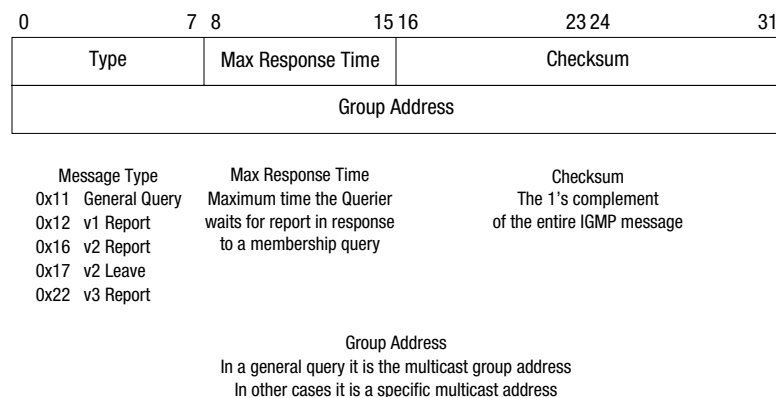 0 7 8 15 16 23 24 31
Type Max Response Time Checksum
Group Address
Message Type
0x11 General Query
0x12 v1 Report
0x16 v2 Report
0x17 v2 Leave
0x22 v3 Report
Max Response Time
Maximum time the Querier
waits for report in response
to a membership query
Checksum
The 1's complement
of the entire IGMP message
Group Address
In a general query it is the multicast group address
In other cases it is a specific multicast address